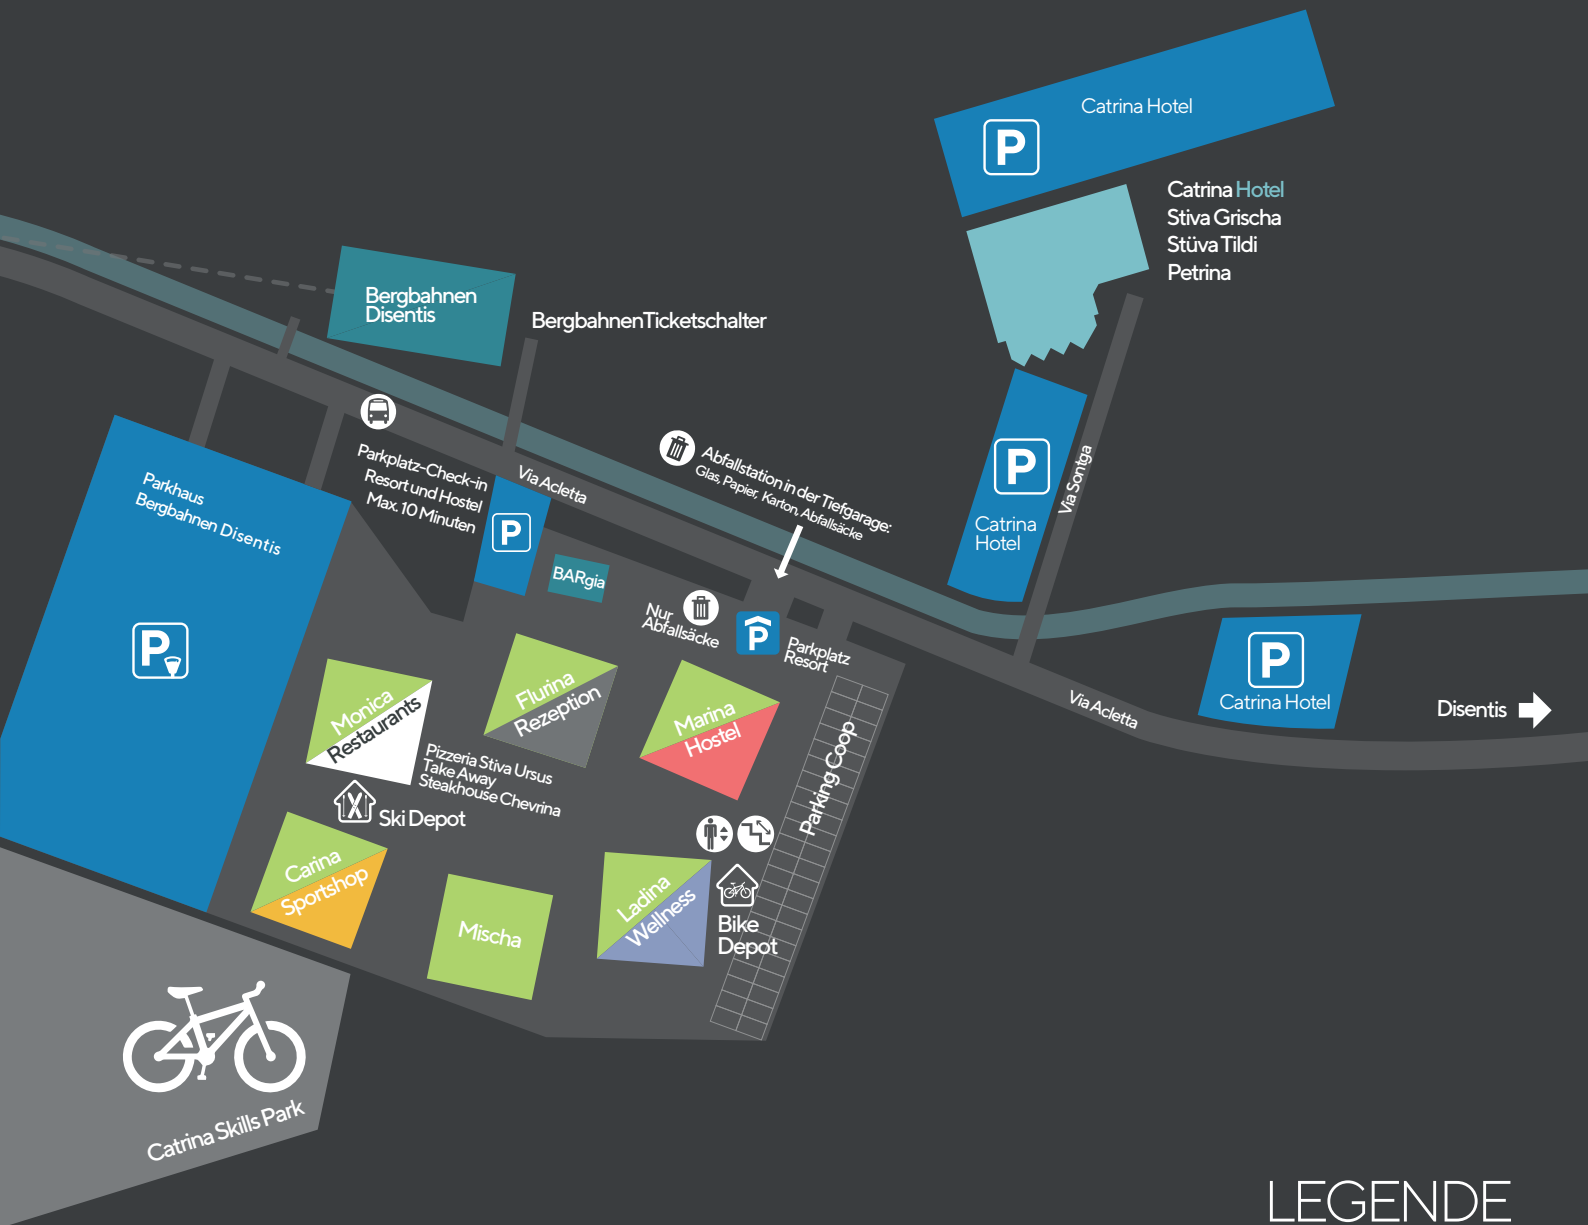 Catrina Hotel
P
Catrina Hotel
Stiva Grischa
Stüva Tildi
Petrina
Bergbahnen
Disentis
BergbahnenTicketschalter
Parkplatz-Check-in
Resort und Hostel
Max. 10 Minuten
Via Acletta
P
Abfallstation in der Tiefgarage:
Glas, Papier, Karton, Abfallsäcke
P
Catrina
Hotel
Via Sontga
Parkhaus
Bergbahnen Disentis
P
BARgia
Nur
Abfallsäcke
P
Parkplatz
Resort
P
Catrina Hotel
Via Acletta
Disentis
Monica
Restaurants
Flurina
Rezeption
Marina
Hostel
Pizzeria Stiva Ursus
Take Away
Steakhouse Chevrina
Parking Coop
Ski Depot
Carina
Sportshop
Mischa
Ladina
Wellness
Bike
Depot
Catrina Skills Park
LEGENDE